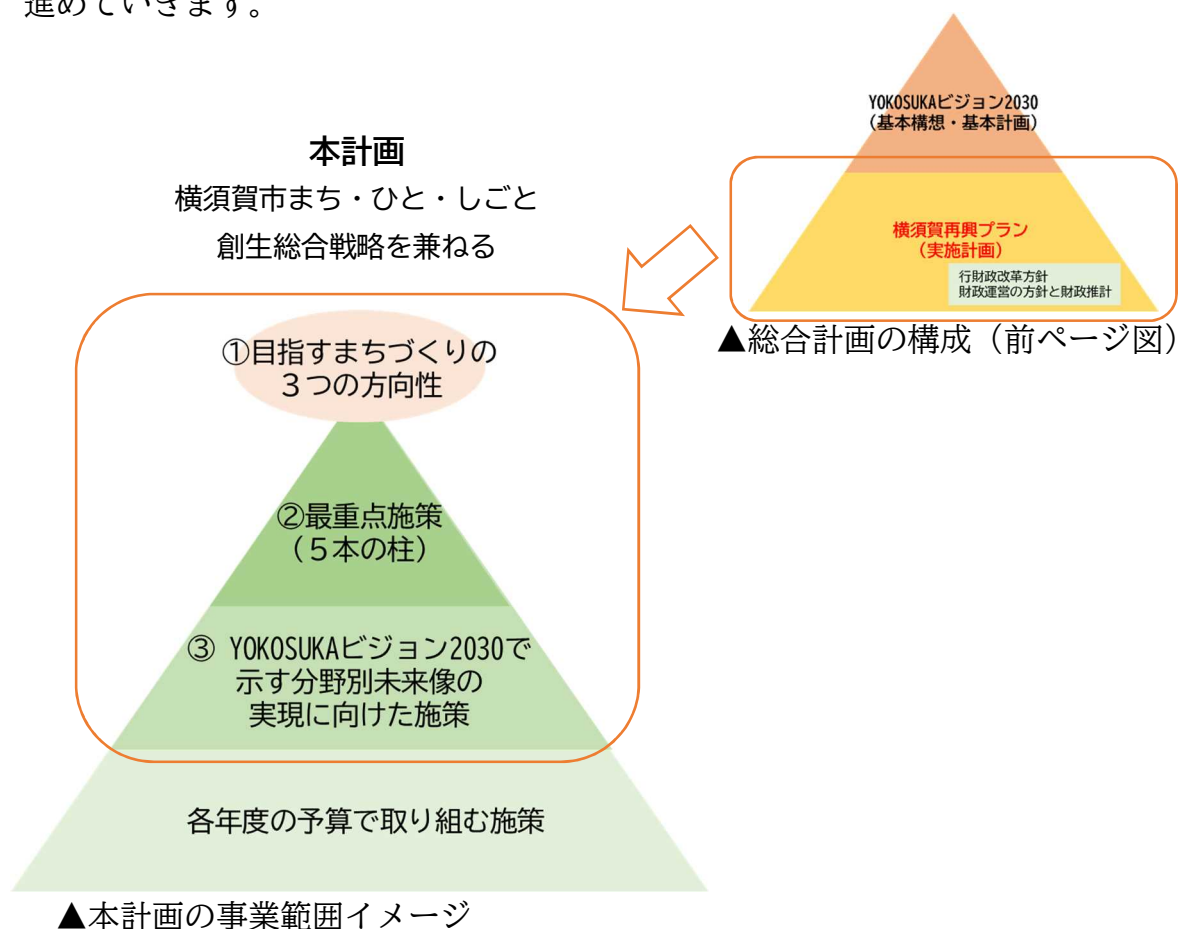 進めていきます。
YOKOSUKAビジョン2030
（基本構想・基本計画）
横須賀再興プラン
（実施計画）
行財政改革方針
財政運営の方針と財政推計
▲総合計画の構成（前ページ図）
本計画
横須賀市まち・ひと・しごと
創生総合戦略を兼ねる
①目指すまちづくりの
３つの方向性
②最重点施策
（５本の柱）
③ YOKOSUKAビジョン2030で
示す分野別未来像の
実現に向けた施策
各年度の予算で取り組む施策
▲本計画の事業範囲イメージ